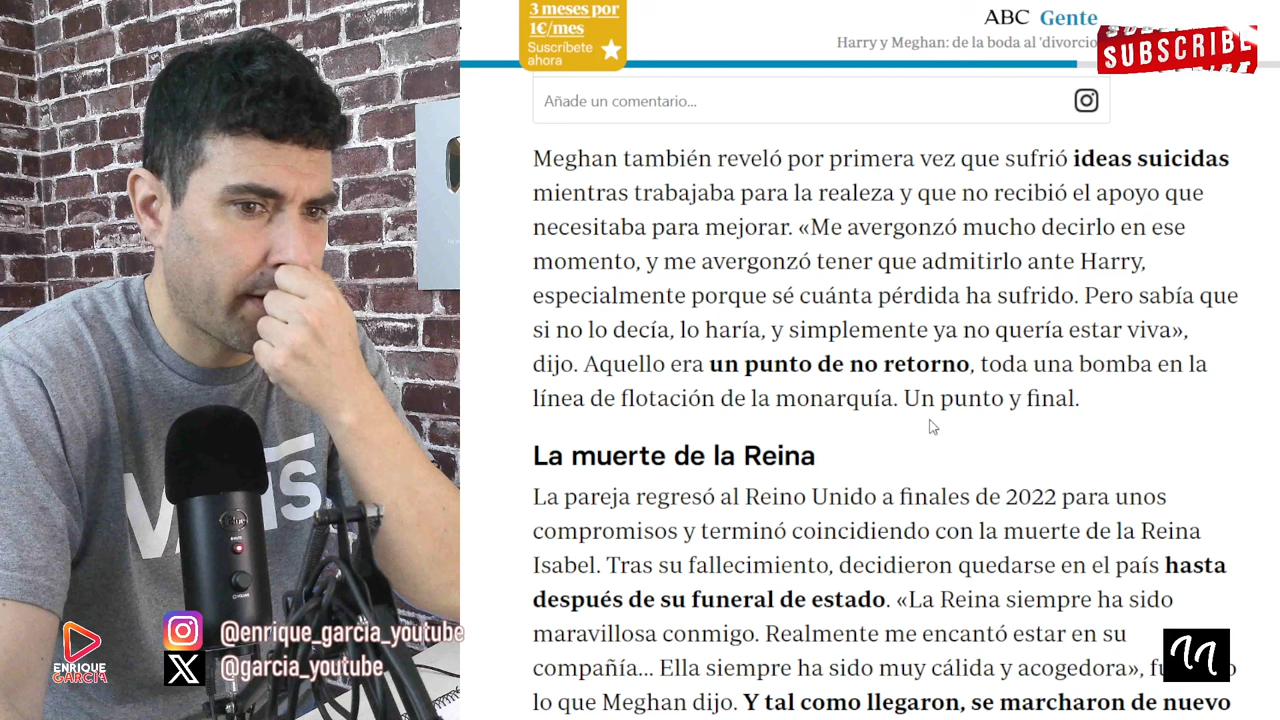 3 meses por
1€/mes
Suscríbete
ahora
ABC Gente
Harry y Meghan: de la boda al 'divorcio
SUBSCRIBE
Añade un comentario...
Meghan también reveló por primera vez que sufrió ideas suicidas
mientras trabajaba para la realeza y que no recibió el apoyo que
necesitaba para mejorar. «Me avergonzó mucho decirlo en ese
momento, y me avergonzó tener que admitirlo ante Harry,
especialmente porque sé cuánta pérdida ha sufrido. Pero sabía que
si no lo decía, lo haría, y simplemente ya no quería estar viva»,
dijo. Aquello era un punto de no retorno, toda una bomba en la
línea de flotación de la monarquía. Un punto y final.
La muerte de la Reina
La pareja regresó al Reino Unido a finales de 2022 para unos
compromisos y terminó coincidiendo con la muerte de la Reina
Isabel. Tras su fallecimiento, decidieron quedarse en el país hasta
después de su funeral de estado. «La Reina siempre ha sido
maravillosa conmigo. Realmente me encantó estar en su
compañía... Ella siempre ha sido muy cálida y acogedora»,
lo que Meghan dijo. Y tal como llegaron, se marcharon de nuevo
Blue
@enrique_garcia_youtube
@garcia_youtube
ENRIQUE
GARCIA